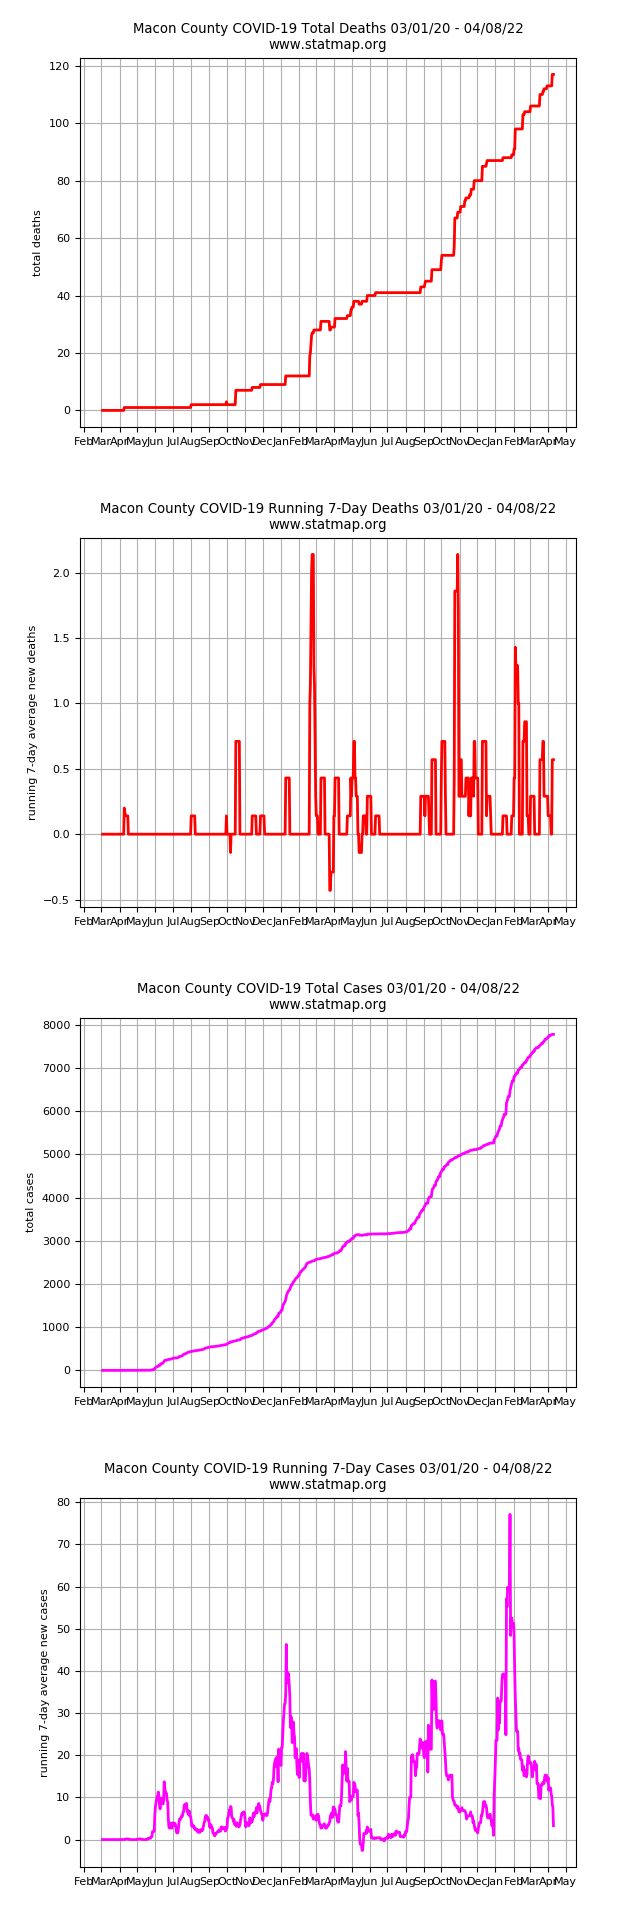 Macon County COVID-19 Total Deaths 03/01/20 - 04/08/22
www.statmap.org
120
100
80
60
40
20
0
total deaths
Feb Mar Apr May Jun Jul Aug Sep Oct Nov Dec Jan Feb Mar Apr May Jun Jul Aug Sep Oct Nov Dec Jan Feb Mar Apr May
Macon County COVID-19 Running 7-Day Deaths 03/01/20 - 04/08/22
www.statmap.org
2.0
1.5
1.0
0.5
0.0
−0.5
running 7-day average new deaths
Feb Mar Apr May Jun Jul Aug Sep Oct Nov Dec Jan Feb Mar Apr May Jun Jul Aug Sep Oct Nov Dec Jan Feb Mar Apr May
Macon County COVID-19 Total Cases 03/01/20 - 04/08/22
www.statmap.org
8000
7000
6000
5000
4000
3000
2000
1000
0
total cases
Feb Mar Apr May Jun Jul Aug Sep Oct Nov Dec Jan Feb Mar Apr May Jun Jul Aug Sep Oct Nov Dec Jan Feb Mar Apr May
Macon County COVID-19 Running 7-Day Cases 03/01/20 - 04/08/22
www.statmap.org
80
70
60
50
40
30
20
10
0
running 7-day average new cases
Feb Mar Apr May Jun Jul Aug Sep Oct Nov Dec Jan Feb Mar Apr May Jun Jul Aug Sep Oct Nov Dec Jan Feb Mar Apr May